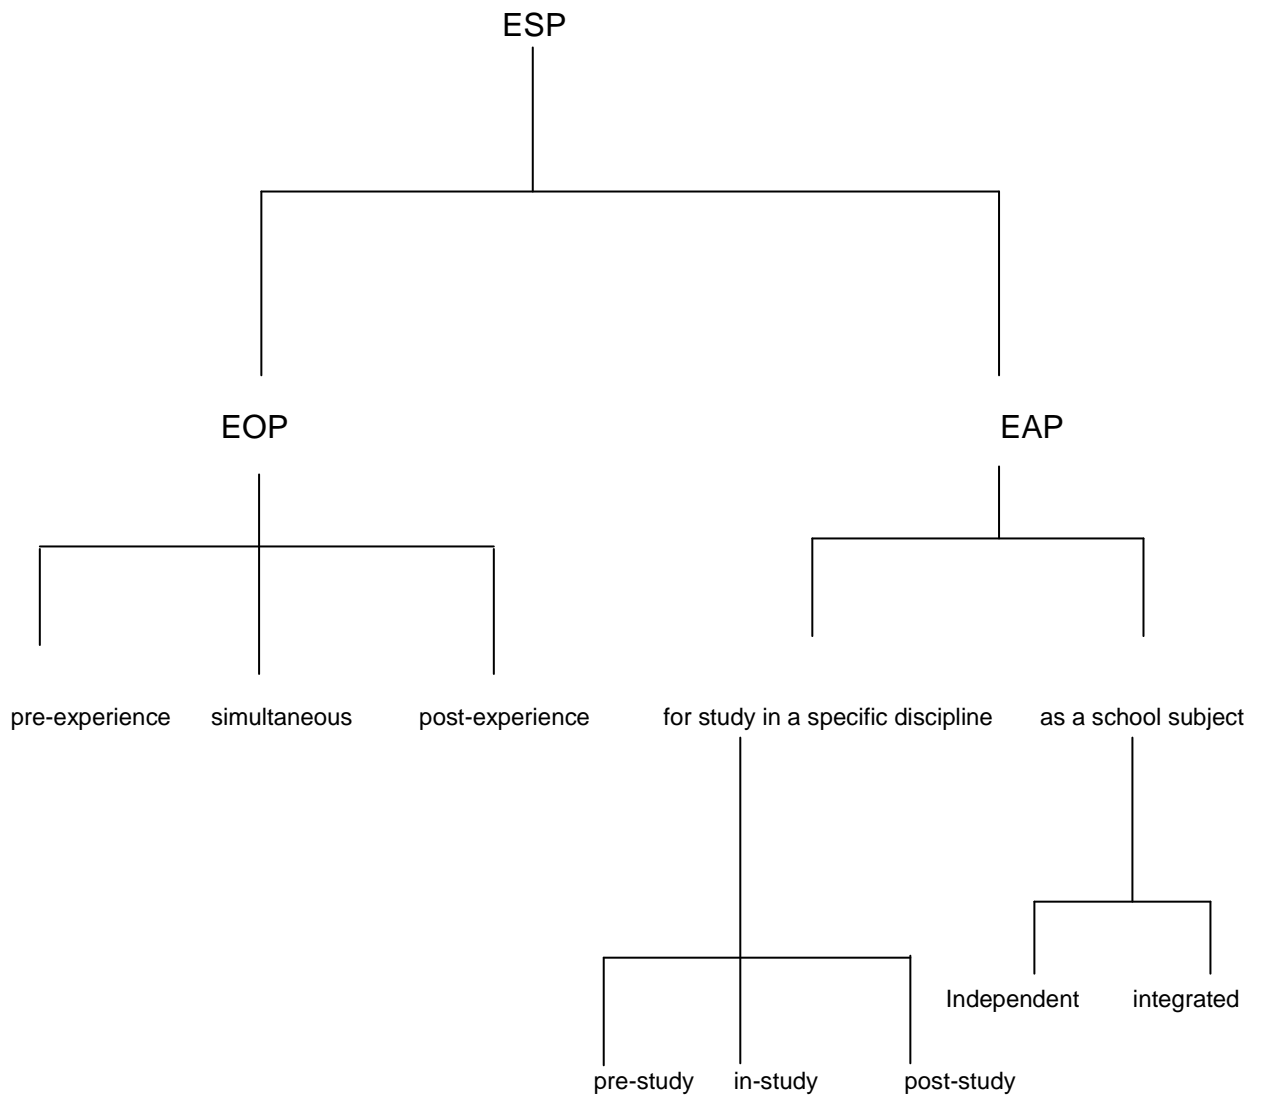 ESP
EOP
EAP
pre-experience
simultaneous
post-experience
for study in a specific discipline
as a school subject
Independent
integrated
pre-study
in-study
post-study